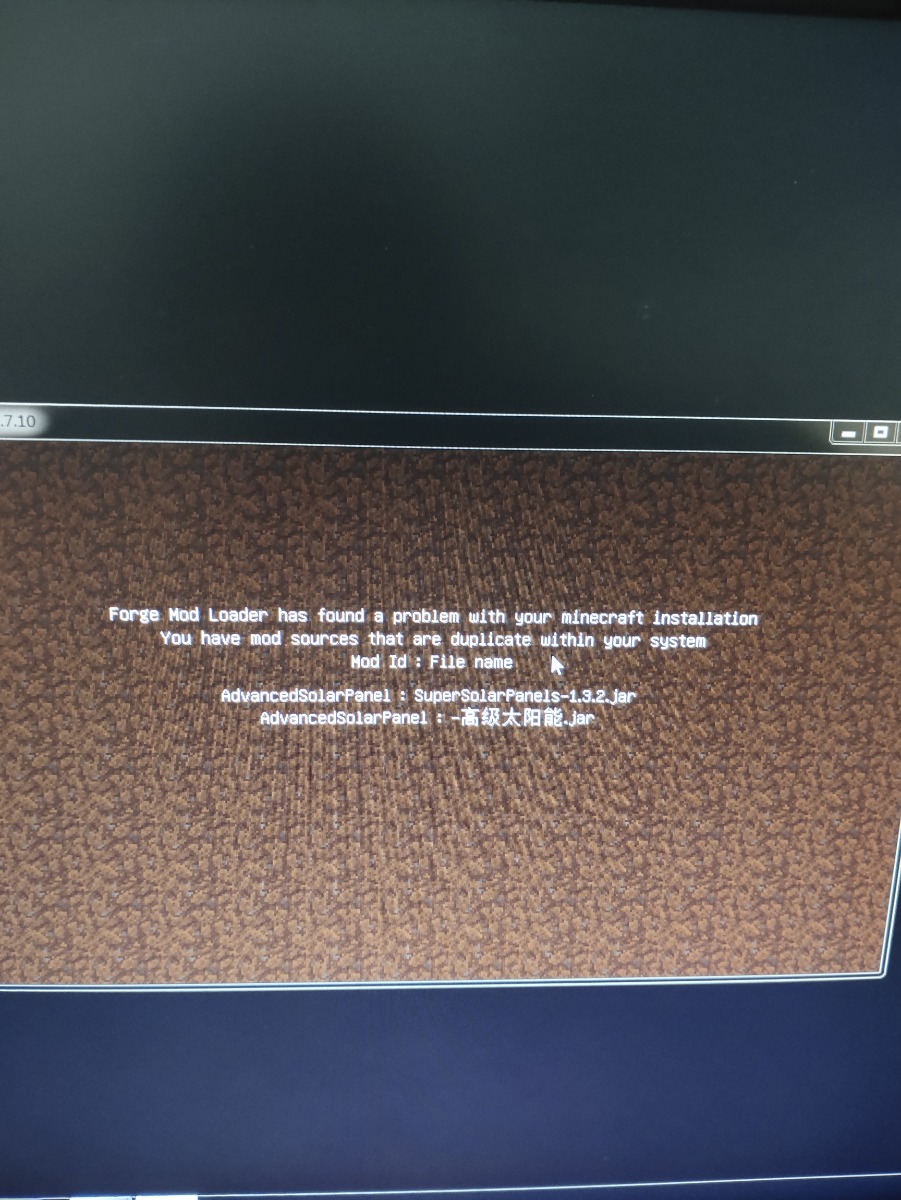 .7.10
Forge Mod Loader has found a problem with your minecraft installation
You have mod sources that are duplicate within your system
Mod Id : File name
AdvancedSolarPanel : SuperSolarPanels-1.3.2.jar
AdvancedSolarPanel : -高级太阳能.jar